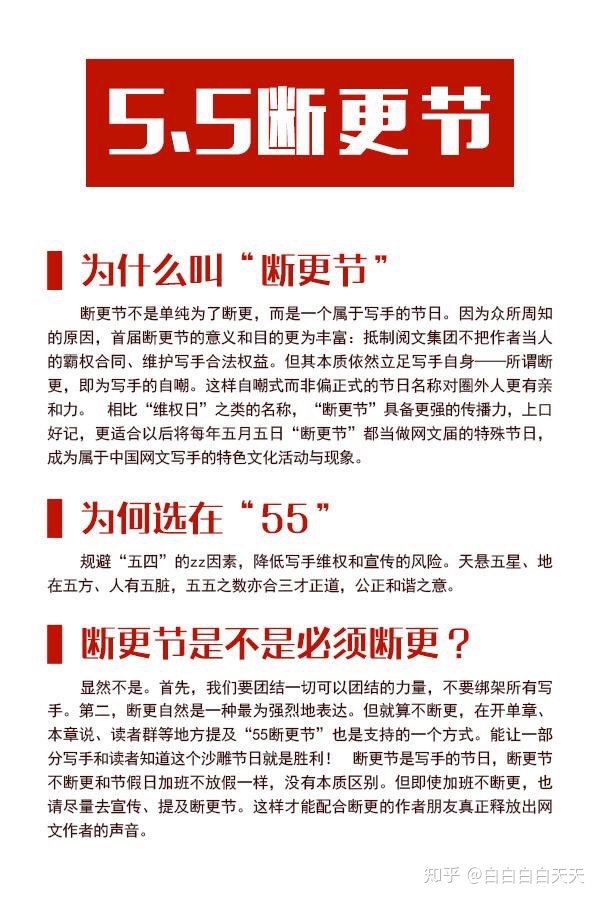 5、5断更节
为什么叫“断更节”
断更节不是单纯为了断更，而是一个属于写手的节日。因为众所周知
的原因，首届断更节的意义和目的更为丰富：抵制阅文集团不把作者当人
的霸权合同、维护写手合法权益。但其本质依然立足写手自身——所谓断
更，即为写手的自嘲。这样自嘲式而非偏正式的节日名称对圈外人更有亲
和力。 相比“维权日”之类的名称，“断更节”具备更强的传播力，上口
好记，更适合以后将每年五月五日“断更节”都当做网文届的特殊节日，
成为属于中国网文写手的特色文化活动与现象。
为何选在“55”
规避“五四”的zz因素，降低写手维权和宣传的风险。天悬五星、地
在五方、人有五脏，五五之数亦合三才正道，公正和谐之意。
断更节是不是必须断更？
显然不是。首先，我们要团结一切可以团结的力量，不要绑架所有写
手。第二，断更自然是一种最为强烈地表达。但就算不断更，在开单章、
本章说、读者群等地方提及“55断更节”也是支持的一个方式。能让一部
分写手和读者知道这个沙雕节日就是胜利！ 断更节是写手的节日，断更节
不断更和节假日加班不放假一样，没有本质区别。但即使加班不断更，也
请尽量去宣传、提及断更节。这样才能配合断更的作者朋友真正释放出网
文作者的声音。
知乎 @白白白白天天